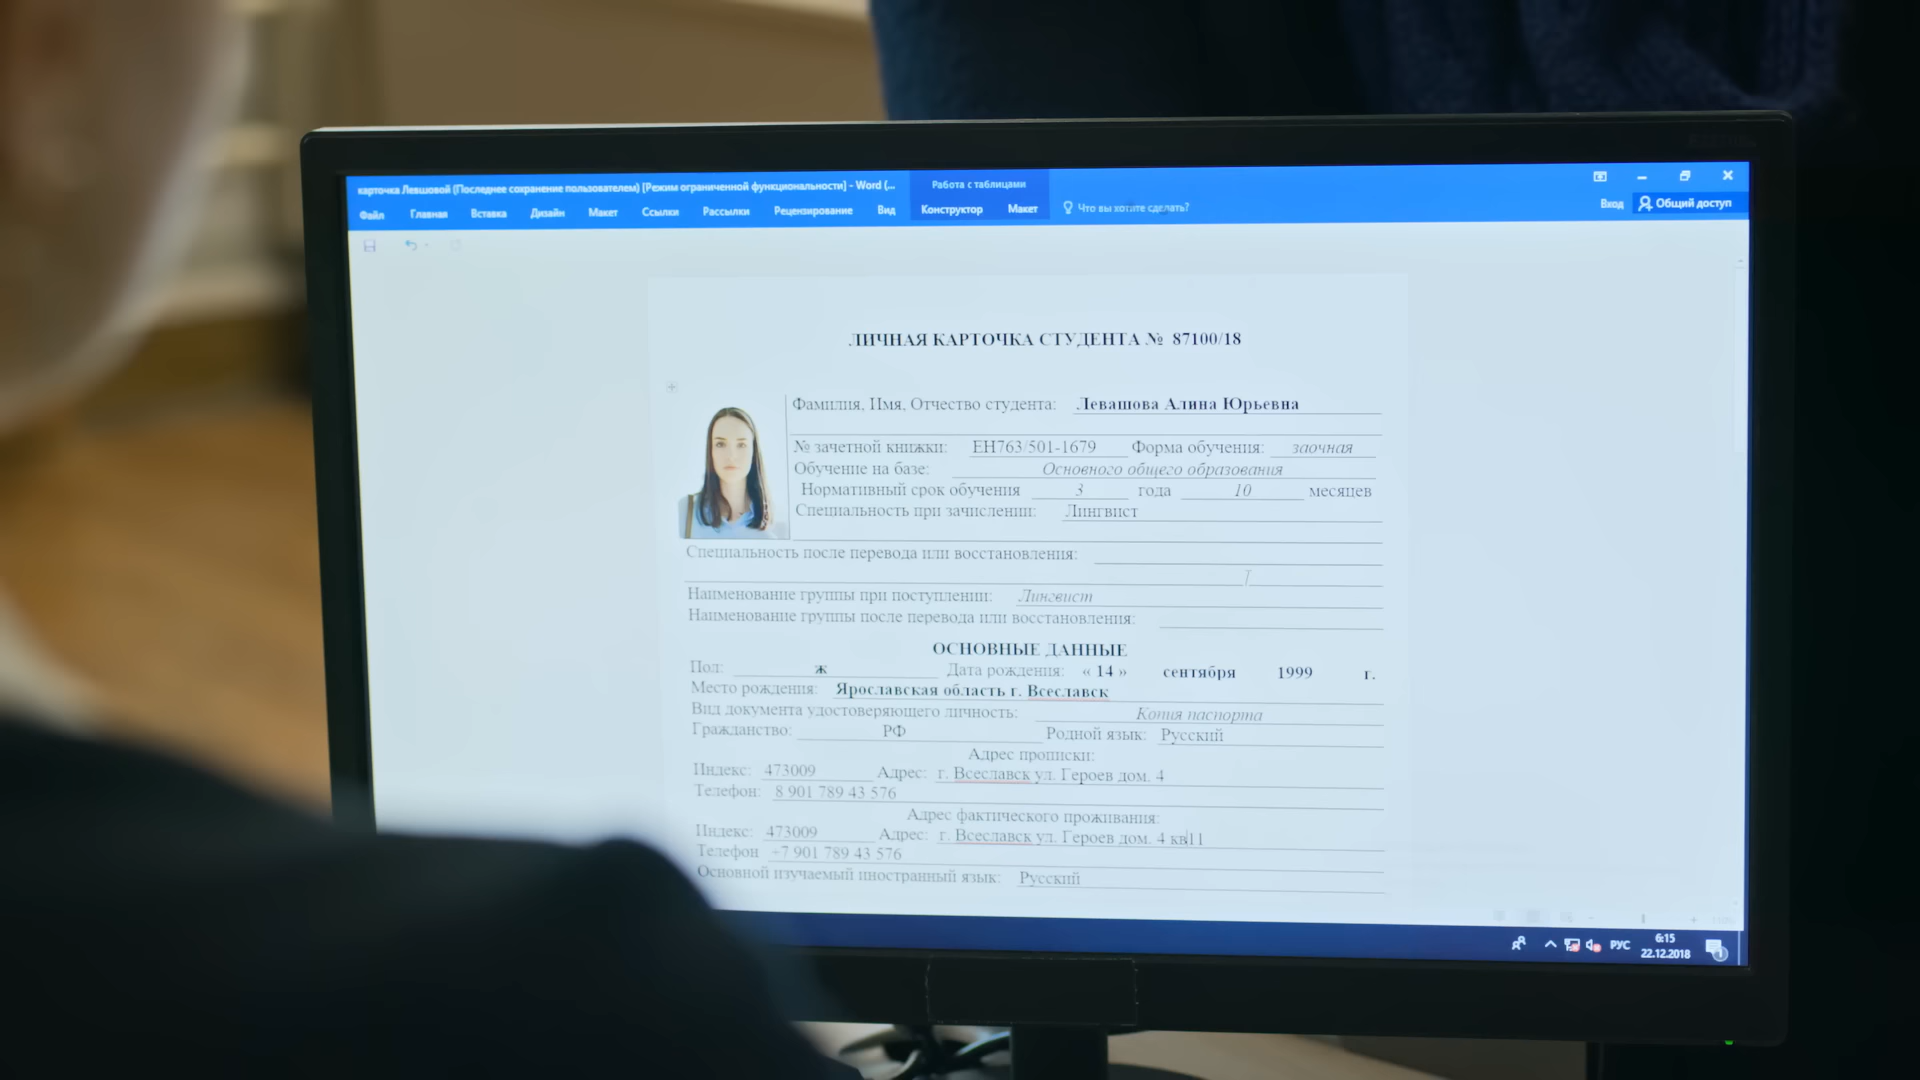 карточка Левшовой (Последнее сохранение пользователем) [Режим ограниченной функциональности] - Word (...
Работа с таблицами
Файл Главная Вставка Дизайн Макет Ссылки Рассылки Рецензирование Вид Конструктор Макет Что вы хотите сделать? Вход Общий доступ
ЛИЧНАЯ КАРТОЧКА СТУДЕНТА № 87100/18
Фамилия, Имя, Отчество студента: Левашова Алина Юрьевна
№ зачетной книжки: ЕН763/501-1679 Форма обучения: заочная
Обучение на базе: Основного общего образования
Нормативный срок обучения 3 года 10 месяцев
Специальность при зачислении: Лингвист
Специальность после перевода или восстановления:
Наименование группы при поступлении: Лингвист
Наименование группы после перевода или восстановления:
ОСНОВНЫЕ ДАННЫЕ
Пол: ж Дата рождения: « 14 » сентября 1999 г.
Место рождения: Ярославская область г. Всеславск
Вид документа удостоверяющего личность: Копия паспорта
Гражданство: РФ Родной язык: Русский
Адрес прописки:
Индекс: 473009 Адрес: г. Всеславск ул. Героев дом. 4
Телефон: 8 901 789 43 576
Адрес фактического проживания:
Индекс: 473009 Адрес: г. Всеславск ул. Героев дом. 4 кв11
Телефон +7 901 789 43 576
Основной изучаемый иностранный язык: Русский
РУС
6:15
22.12.2018